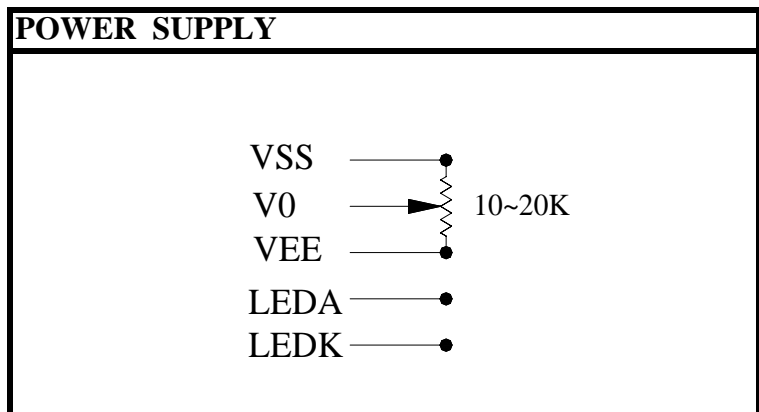 POWER SUPPLY
VSS
V0
10~20K
VEE
LEDA
LEDK